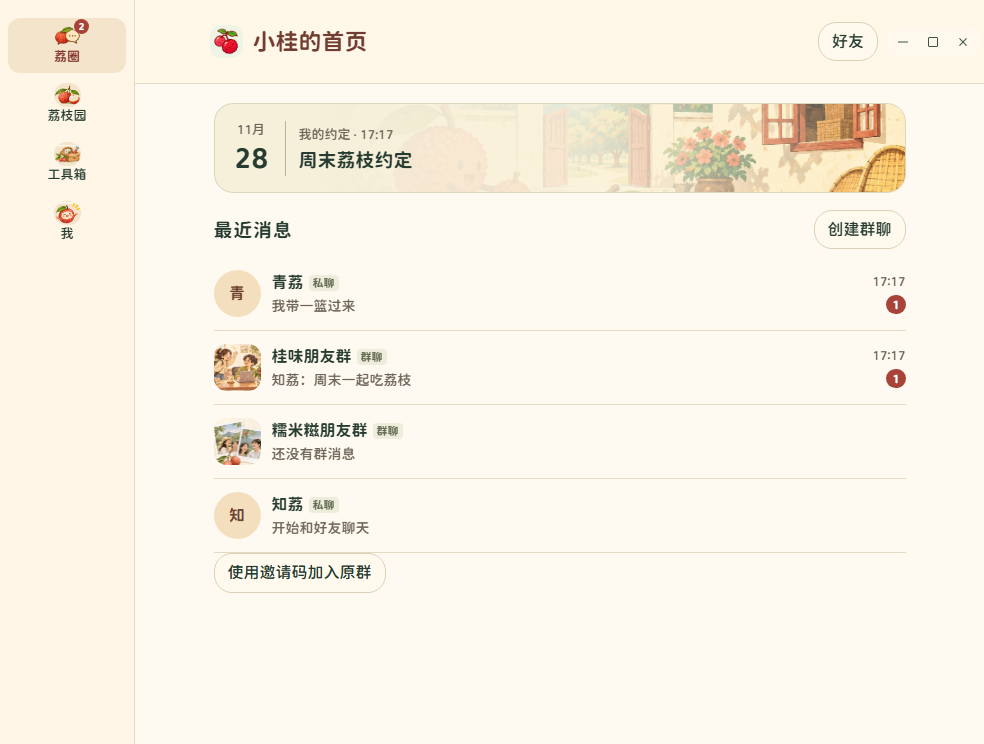 2
荔圈
荔枝园
工具箱
我
小桂的首页
好友
11月
28
我的约定 · 17:17
周末荔枝约定
最近消息
创建群聊
青
青荔 私聊
17:17
我带一篮过来
1
桂味朋友群 群聊
17:17
知荔：周末一起吃荔枝
1
糯米糍朋友群 群聊
还没有群消息
知
知荔 私聊
开始和好友聊天
使用邀请码加入原群